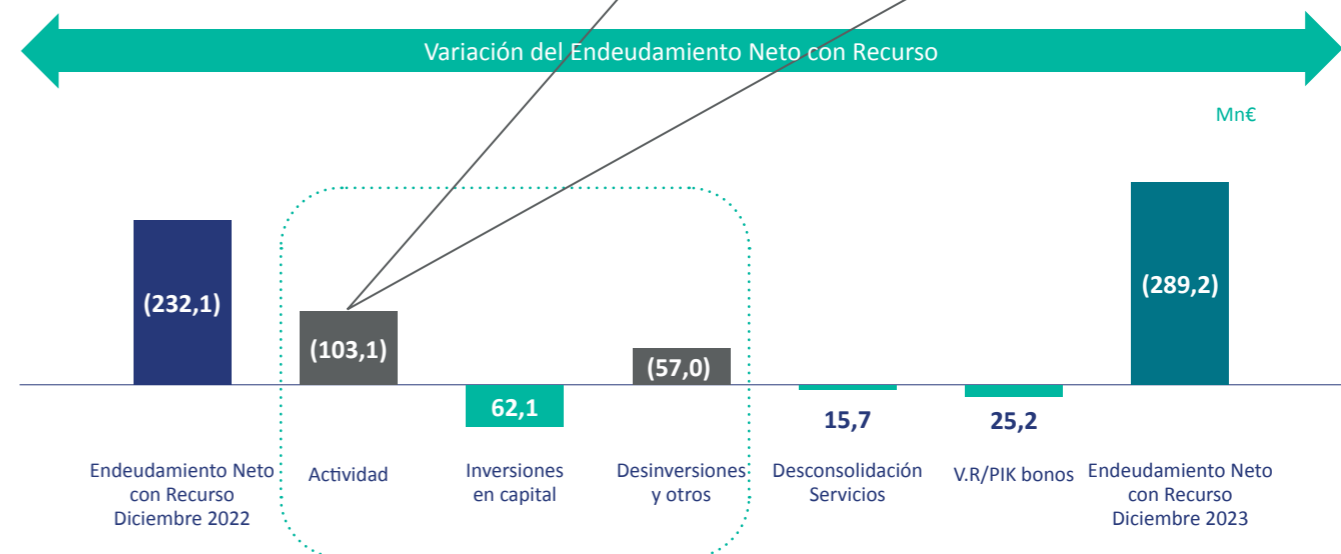 Variación del Endeudamiento Neto con Recurso
Mn€
(232,1)
(103,1)
62,1
(57,0)
15,7
25,2
(289,2)
Endeudamiento Neto
con Recurso
Diciembre 2022
Actividad
Inversiones
en capital
Desinversiones
y otros
Desconsolidación
Servicios
V.R/PIK bonos
Endeudamiento Neto
con Recurso
Diciembre 2023